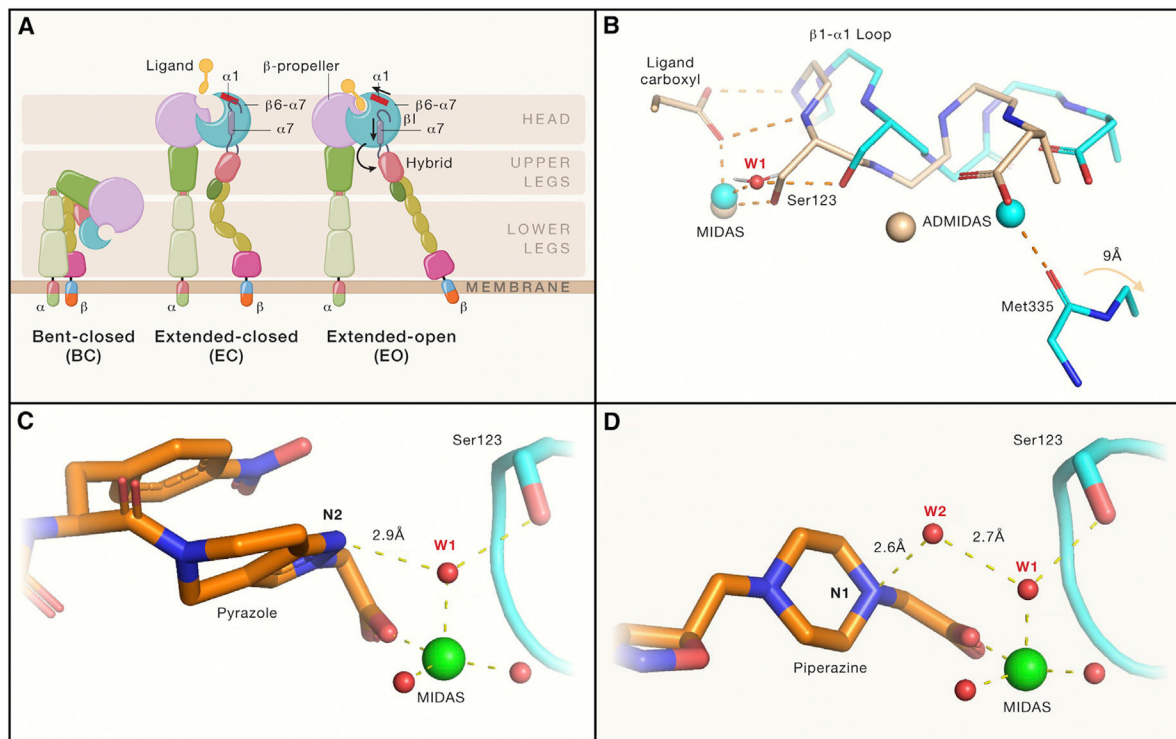 A
Ligand
β-propeller
α1
α1
β6-α7
β6-α7
βI
α7
α7
HEAD
Hybrid
UPPER
LEGS
LOWER
LEGS
MEMBRANE
α
β
α
β
α
β
Bent-closed
(BC)
Extended-closed
(EC)
Extended-open
(EO)
B
β1-α1 Loop
Ligand
carboxyl
W1
Ser123
MIDAS
ADMIDAS
9Å
Met335
C
Ser123
N2
2.9Å
W1
Pyrazole
MIDAS
D
Ser123
W2
2.6Å
2.7Å
W1
N1
Piperazine
MIDAS